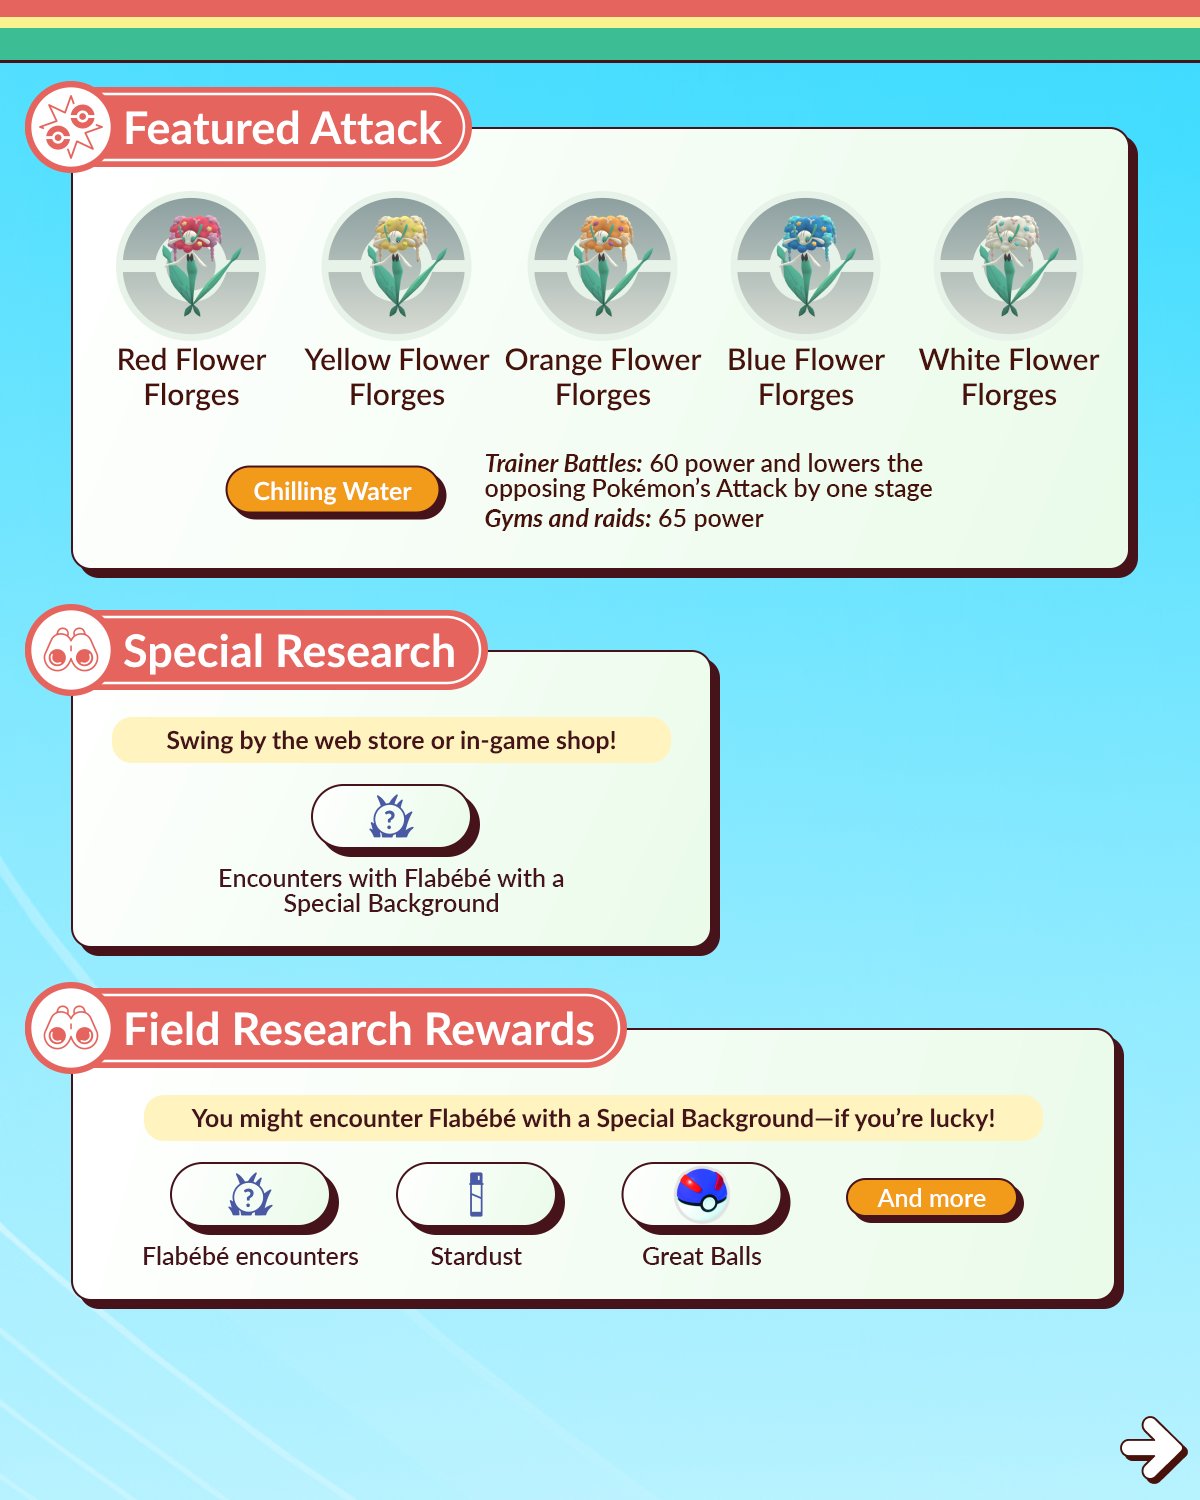 Featured Attack
Red Flower
Florges
Yellow Flower
Florges
Orange Flower
Florges
Blue Flower
Florges
White Flower
Florges
Chilling Water
Trainer Battles: 60 power and lowers the
opposing Pokémon’s Attack by one stage
Gyms and raids: 65 power
Special Research
Swing by the web store or in-game shop!
?
Encounters with Flabébé with a
Special Background
Field Research Rewards
You might encounter Flabébé with a Special Background—if you’re lucky!
?
Flabébé encounters
Stardust
Great Balls
And more